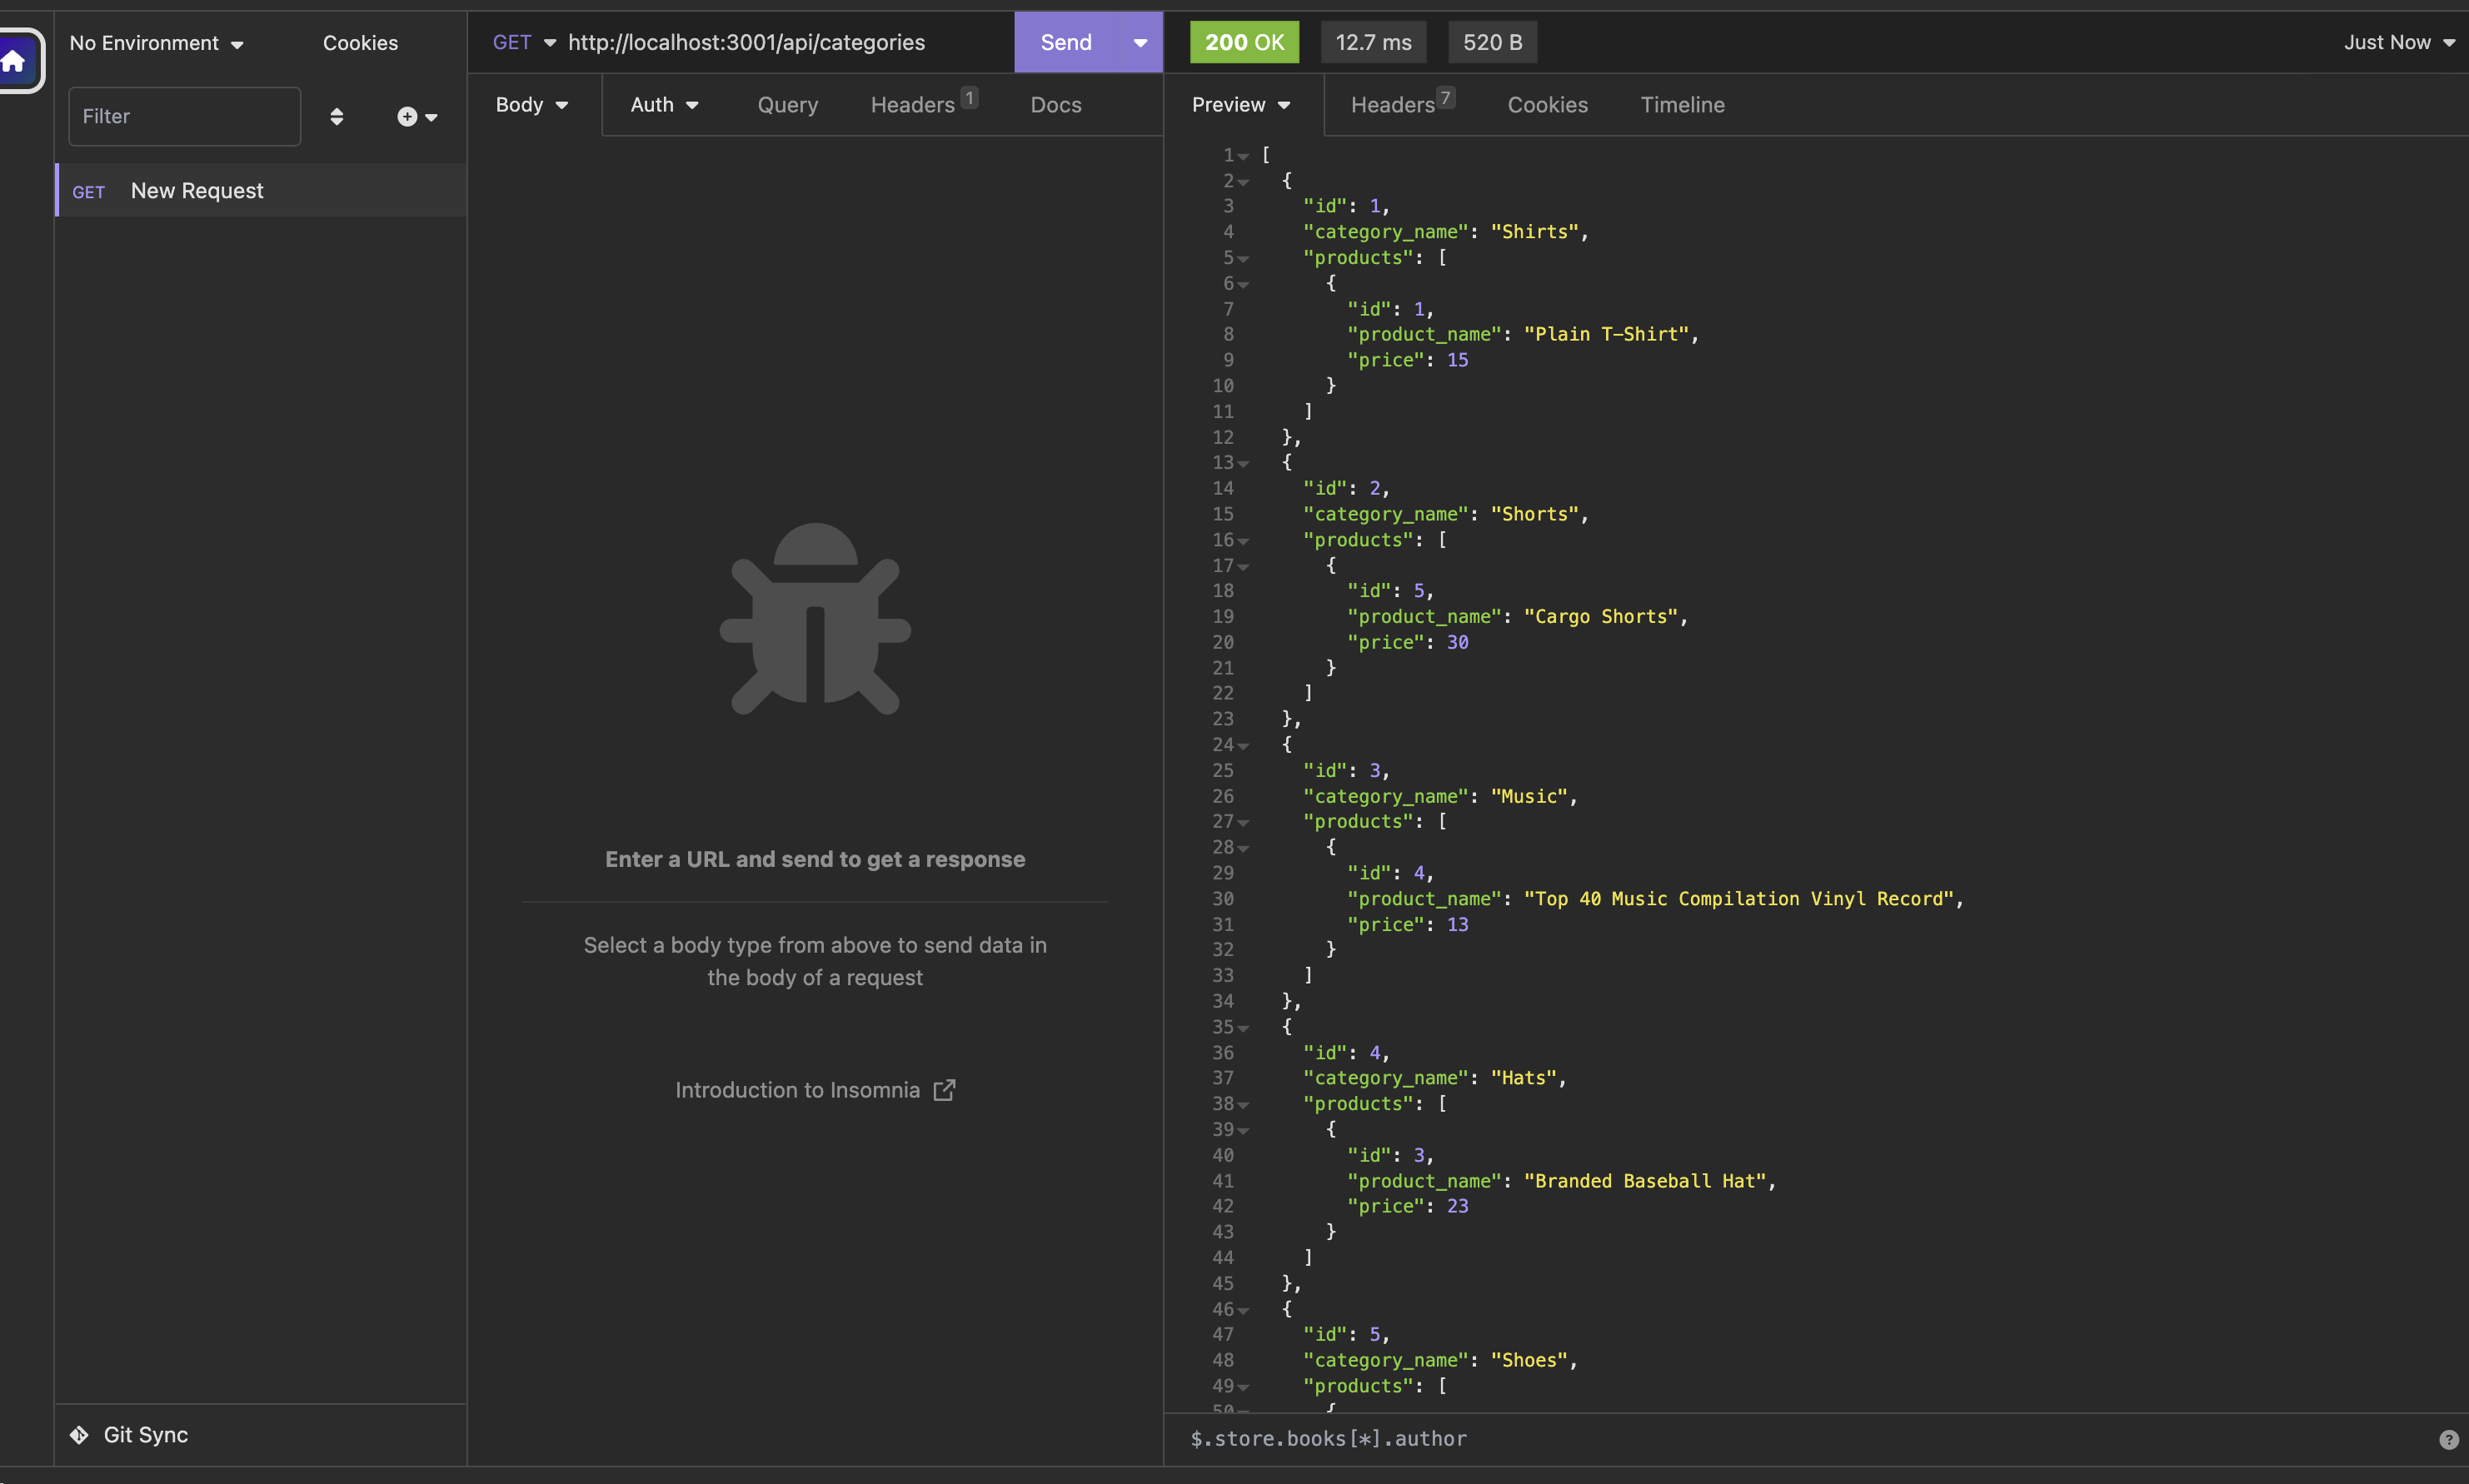 No Environment
Cookies
Filter
GET New Request
Git Sync
GET http://localhost:3001/api/categories
Send
Body
Auth
Query
Headers 1
Docs
Enter a URL and send to get a response
Select a body type from above to send data in
the body of a request
Introduction to Insomnia
200 OK
12.7 ms
520 B
Just Now
Preview
Headers 7
Cookies
Timeline
1 [
2 {
3 "id": 1,
4 "category_name": "Shirts",
5 "products": [
6 {
7 "id": 1,
8 "product_name": "Plain T-Shirt",
9 "price": 15
10 }
11 ]
12 },
13 {
14 "id": 2,
15 "category_name": "Shorts",
16 "products": [
17 {
18 "id": 5,
19 "product_name": "Cargo Shorts",
20 "price": 30
21 }
22 ]
23 },
24 {
25 "id": 3,
26 "category_name": "Music",
27 "products": [
28 {
29 "id": 4,
30 "product_name": "Top 40 Music Compilation Vinyl Record",
31 "price": 13
32 }
33 ]
34 },
35 {
36 "id": 4,
37 "category_name": "Hats",
38 "products": [
39 {
40 "id": 3,
41 "product_name": "Branded Baseball Hat",
42 "price": 23
43 }
44 ]
45 },
46 {
47 "id": 5,
48 "category_name": "Shoes",
49 "products": [
50 {
$.store.books[*].author
?